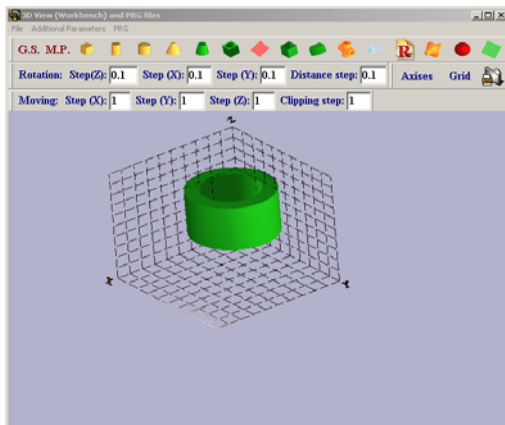 3D View (Workbench) and PRG files
File Additional Parameters PRG
G.S. M.P. R
Rotation: Step(Z): 0.1 Step (X): 0.1 Step (Y): 0.1 Distance step: 0.1 Axises Grid
Moving: Step (X): 1 Step (Y): 1 Step (Z): 1 Clipping step: 1
Z
X
Y